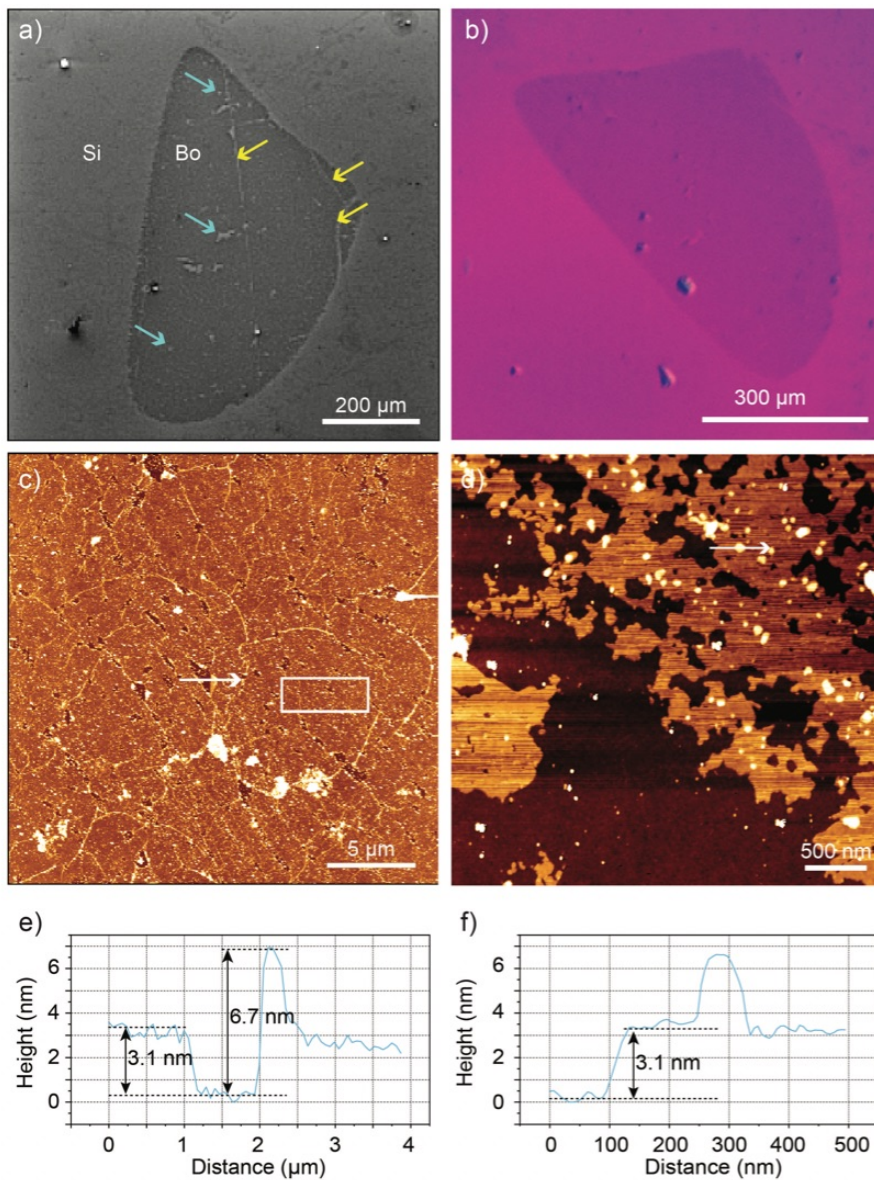 a)
Si
Bo
200 µm
b)
300 µm
c)
5 µm
d)
500 nm
e)
Height (nm)
6
4
2
0
3.1 nm
6.7 nm
0 1 2 3 4
Distance (µm)
f)
Height (nm)
6
4
2
0
3.1 nm
0 100 200 300 400 500
Distance (nm)